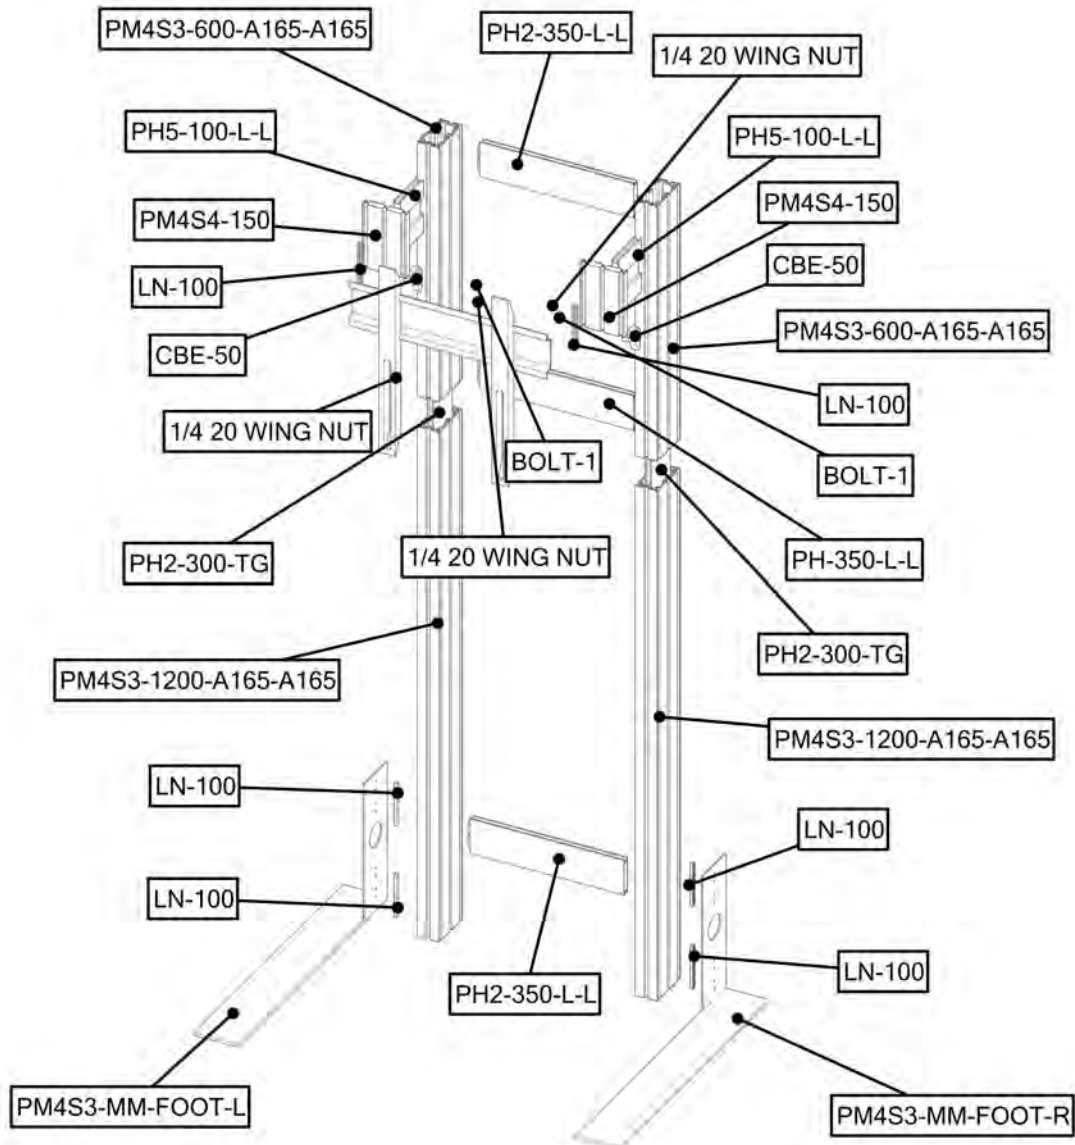 PM4S3-600-A165-A165
PH2-350-L-L
1/4 20 WING NUT
PH5-100-L-L
PH5-100-L-L
PM4S4-150
PM4S4-150
LN-100
CBE-50
CBE-50
PM4S3-600-A165-A165
LN-100
1/4 20 WING NUT
BOLT-1
BOLT-1
PH2-300-TG
1/4 20 WING NUT
PH-350-L-L
PH2-300-TG
PM4S3-1200-A165-A165
PM4S3-1200-A165-A165
LN-100
LN-100
LN-100
LN-100
PH2-350-L-L
PM4S3-MM-FOOT-L
PM4S3-MM-FOOT-R